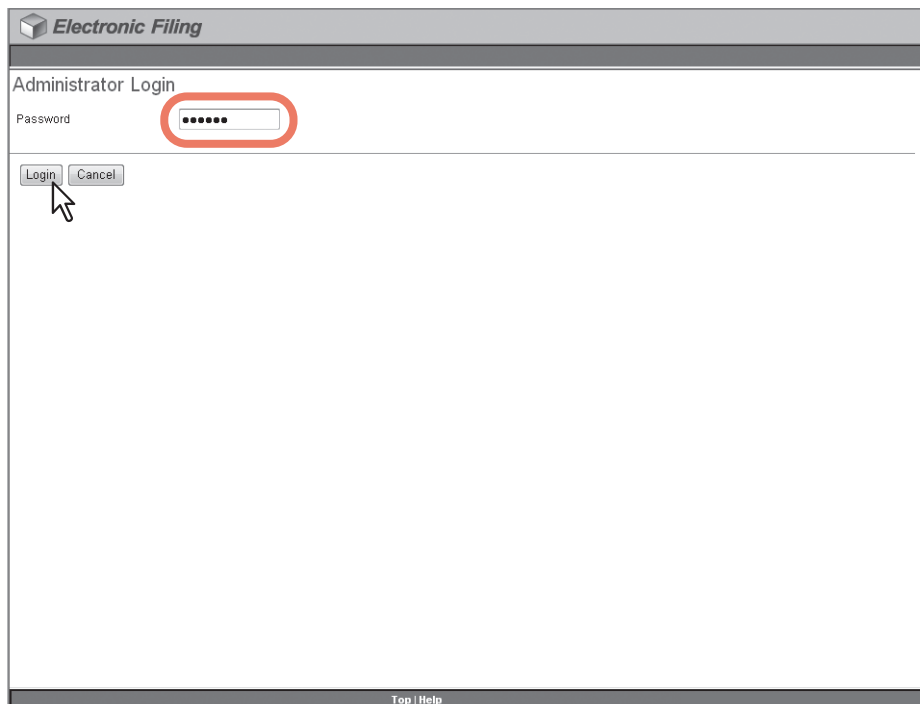 Electronic Filing
Administrator Login
Password ••••••
Login Cancel
Top | Help